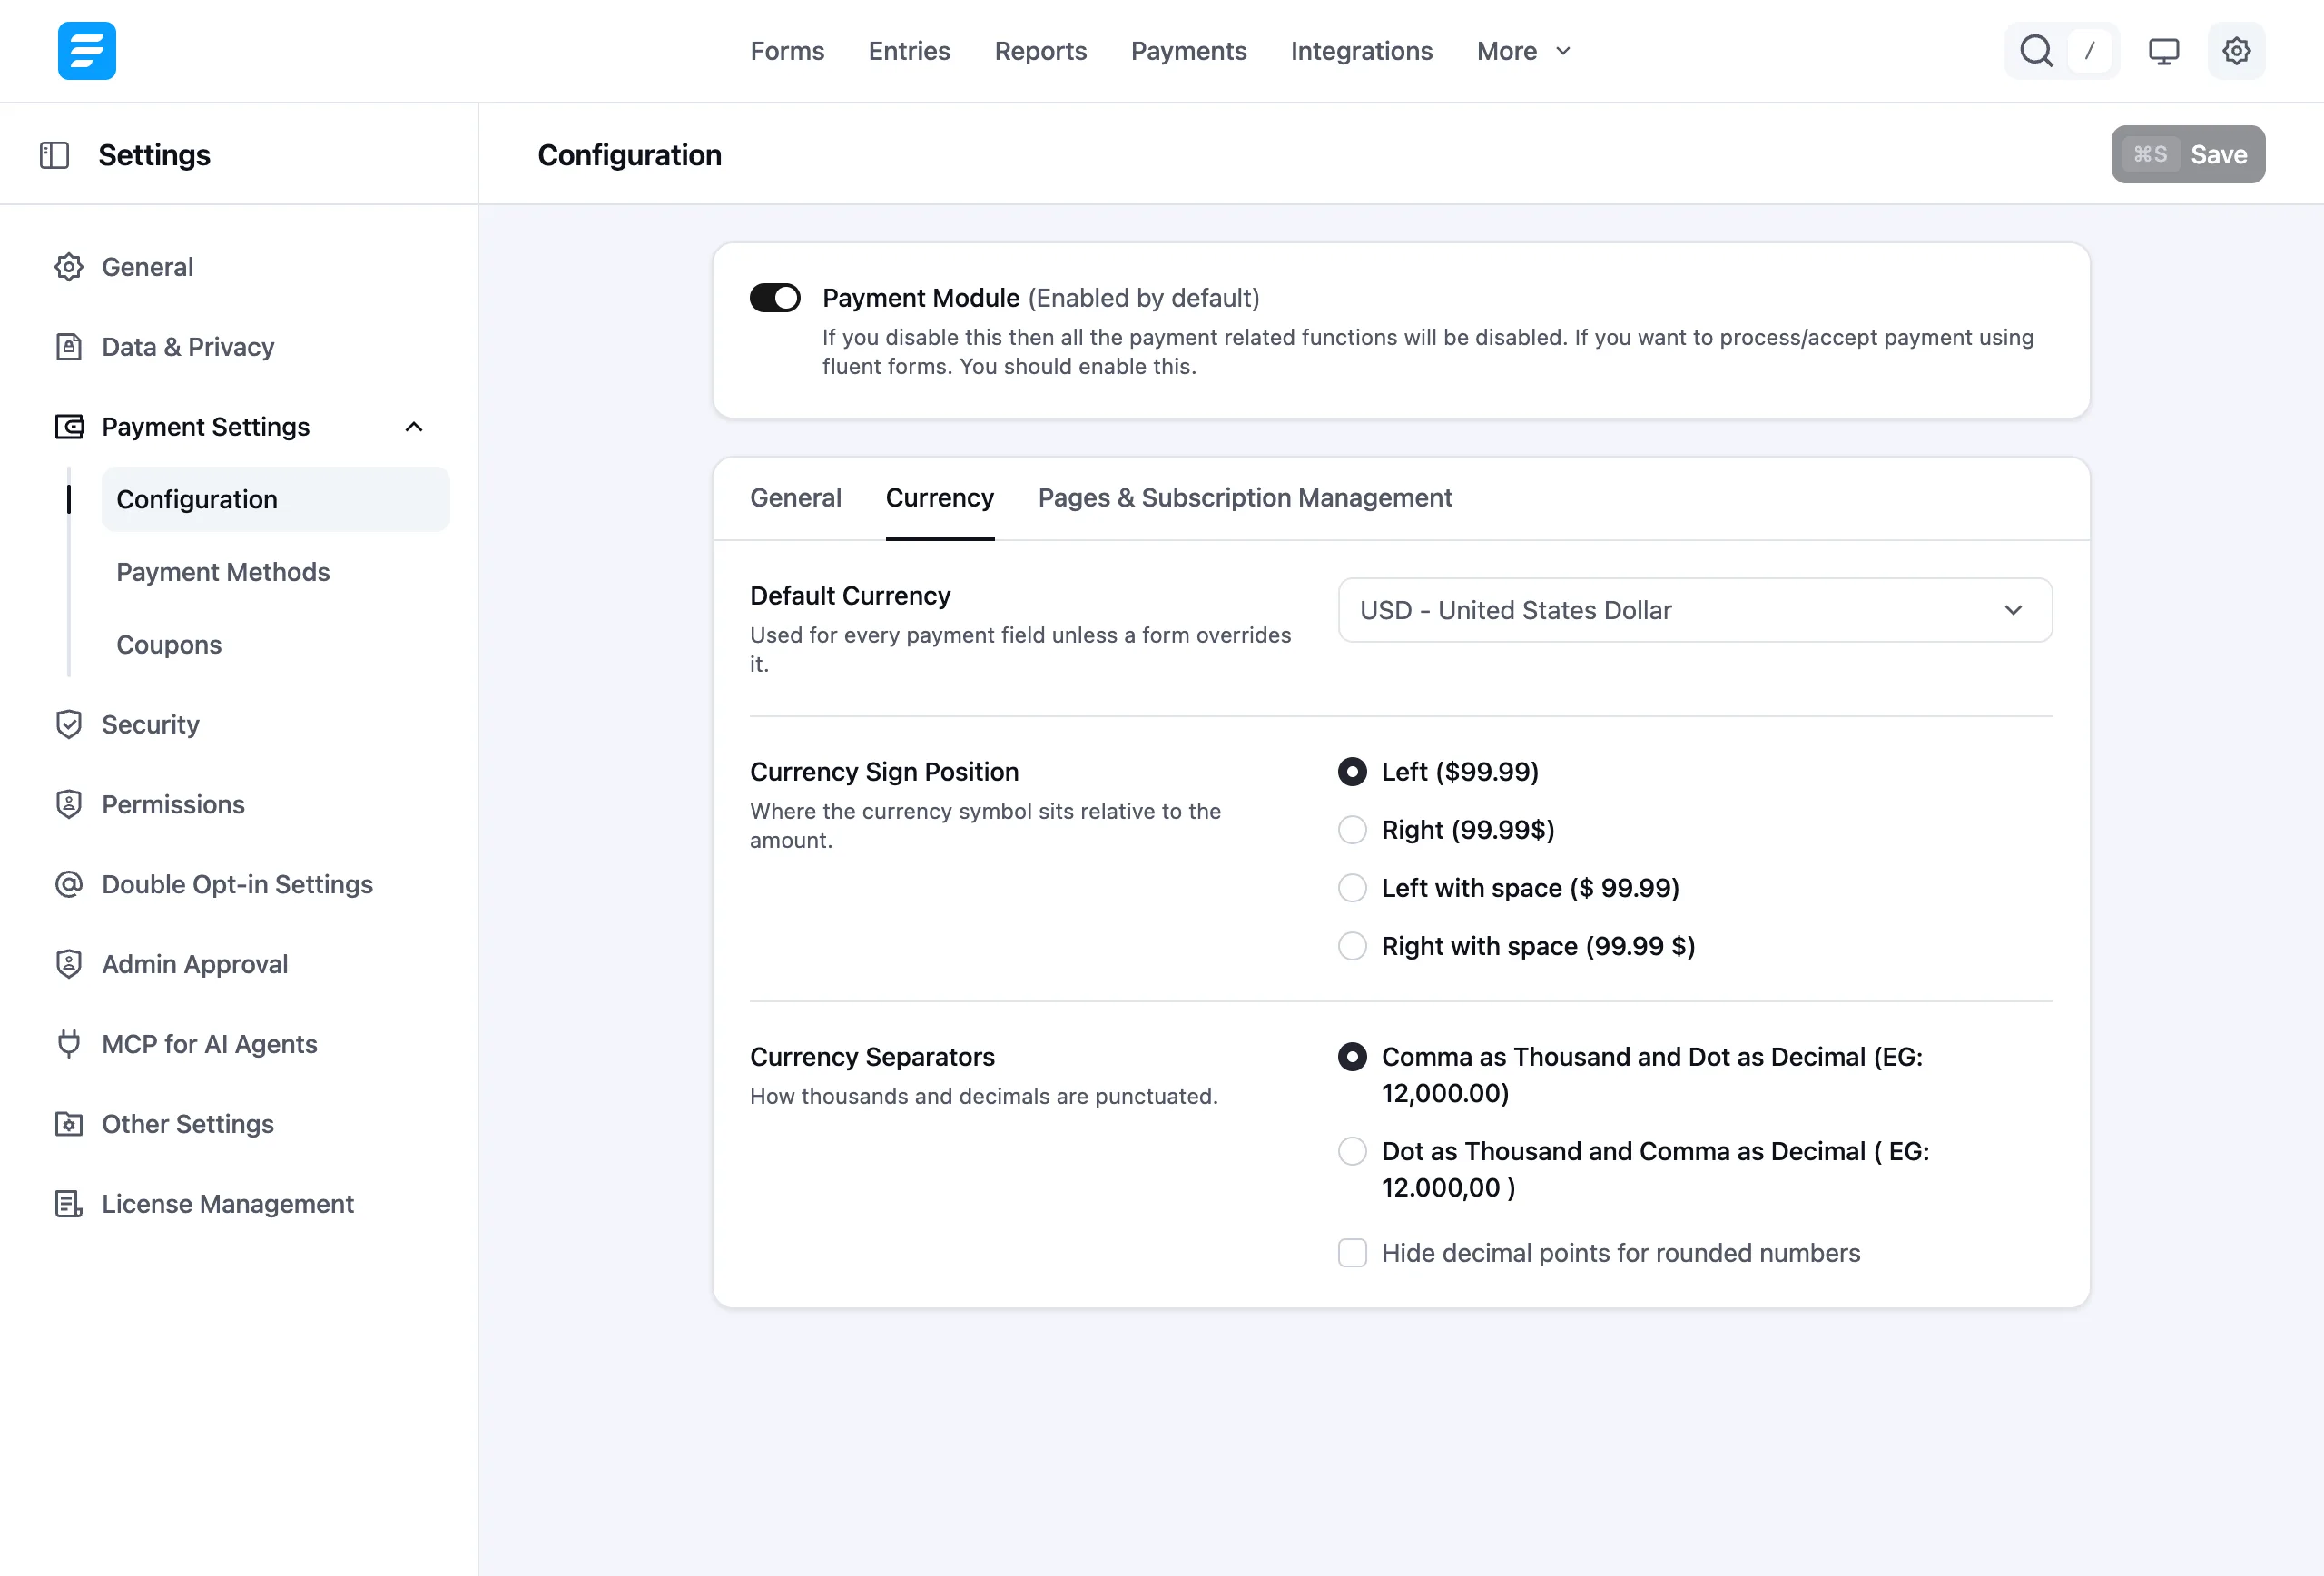 Forms Entries Reports Payments Integrations More /
Settings
Configuration
⌘S Save
General
Data & Privacy
Payment Settings
Configuration
Payment Methods
Coupons
Security
Permissions
Double Opt-in Settings
Admin Approval
MCP for AI Agents
Other Settings
License Management
Payment Module (Enabled by default)
If you disable this then all the payment related functions will be disabled. If you want to process/accept payment using
fluent forms. You should enable this.
General Currency Pages & Subscription Management
Default Currency
Used for every payment field unless a form overrides
it.
USD - United States Dollar
Currency Sign Position
Where the currency symbol sits relative to the
amount.
Left ($99.99)
Right (99.99$)
Left with space ($ 99.99)
Right with space (99.99 $)
Currency Separators
How thousands and decimals are punctuated.
Comma as Thousand and Dot as Decimal (EG:
12,000.00)
Dot as Thousand and Comma as Decimal ( EG:
12.000,00 )
Hide decimal points for rounded numbers